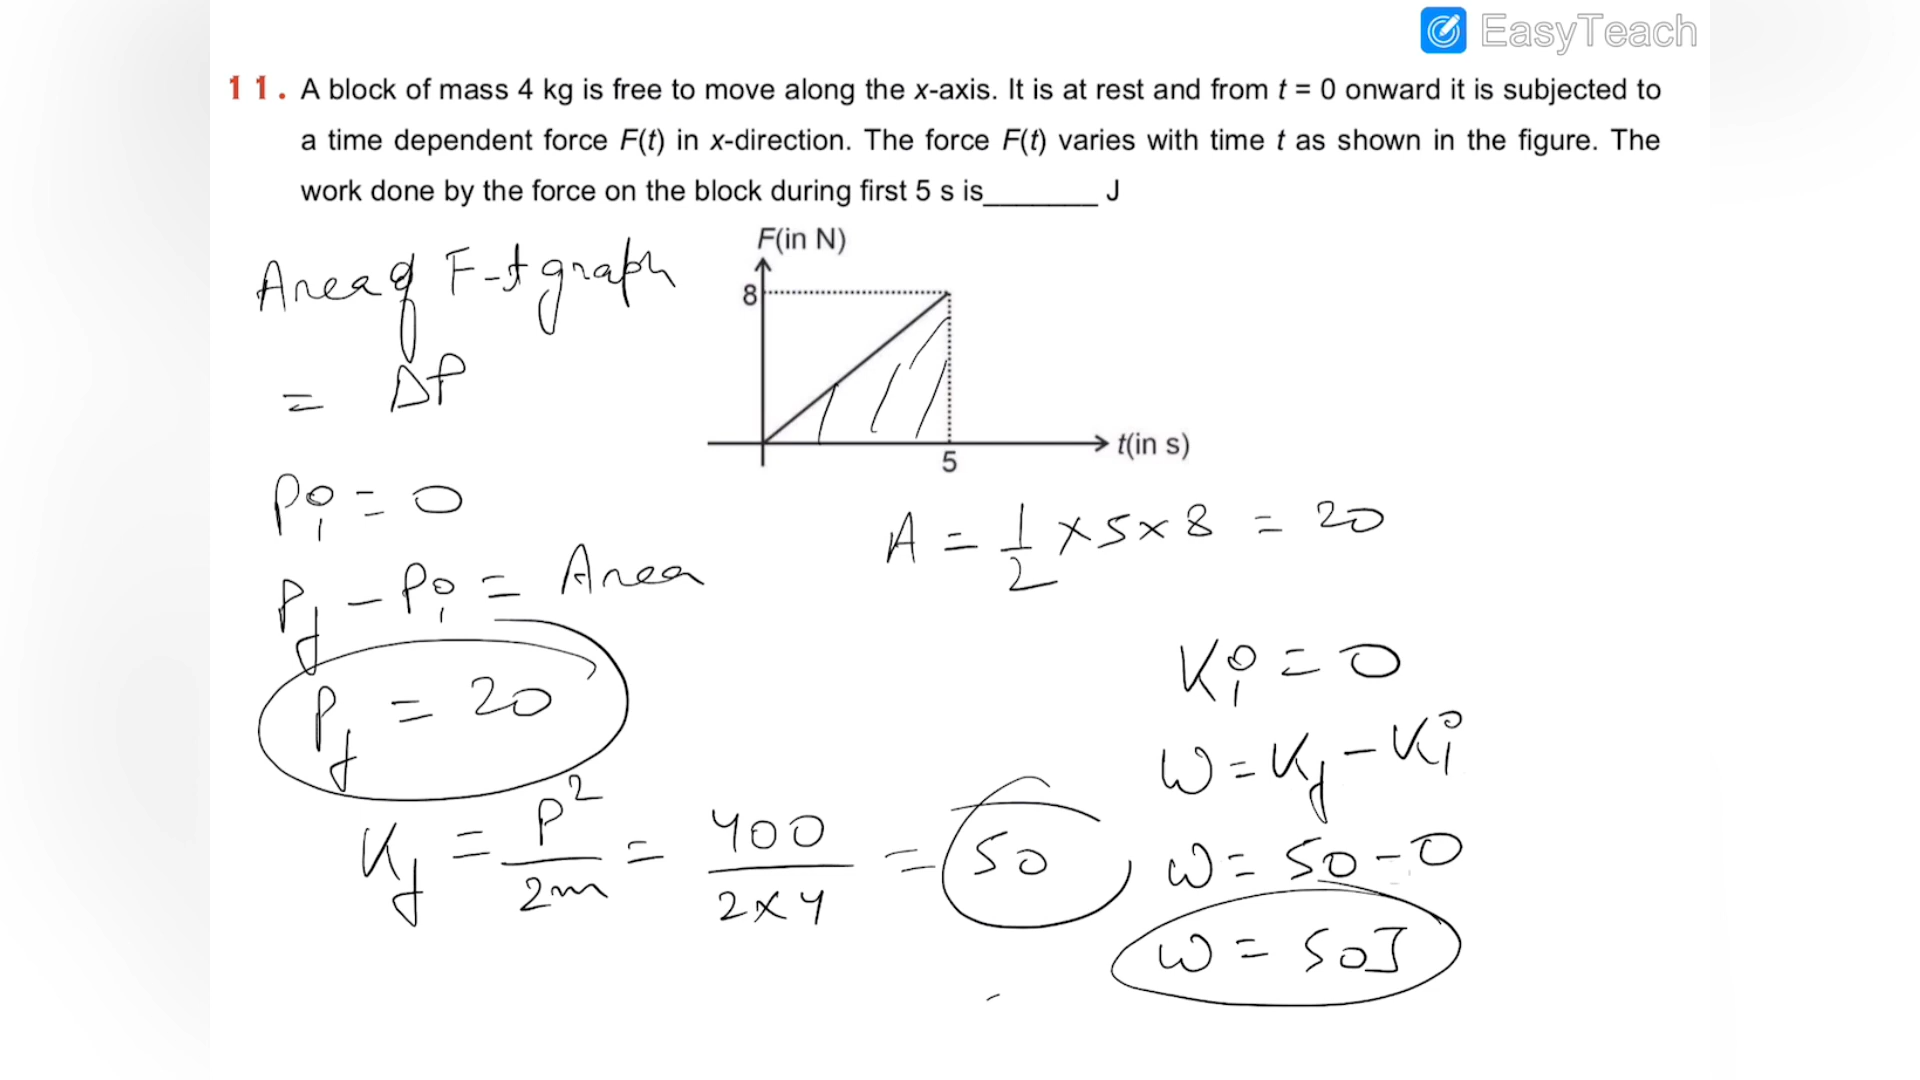 EasyTeach
11. A block of mass 4 kg is free to move along the x-axis. It is at rest and from t = 0 onward it is subjected to
a time dependent force F(t) in x-direction. The force F(t) varies with time t as shown in the figure. The
work done by the force on the block during first 5 s is________ J
F(in N)
8
t(in s)
5
Area of F-t graph
= ΔP
Pi = 0
A = 1/2 × 5 × 8 = 20
Pf - Pi = Area
Pf = 20
Kf = P²/2m = 400/2×4 = 50
Ki = 0
W = Kf - Ki
W = 50 - 0
W = 50J